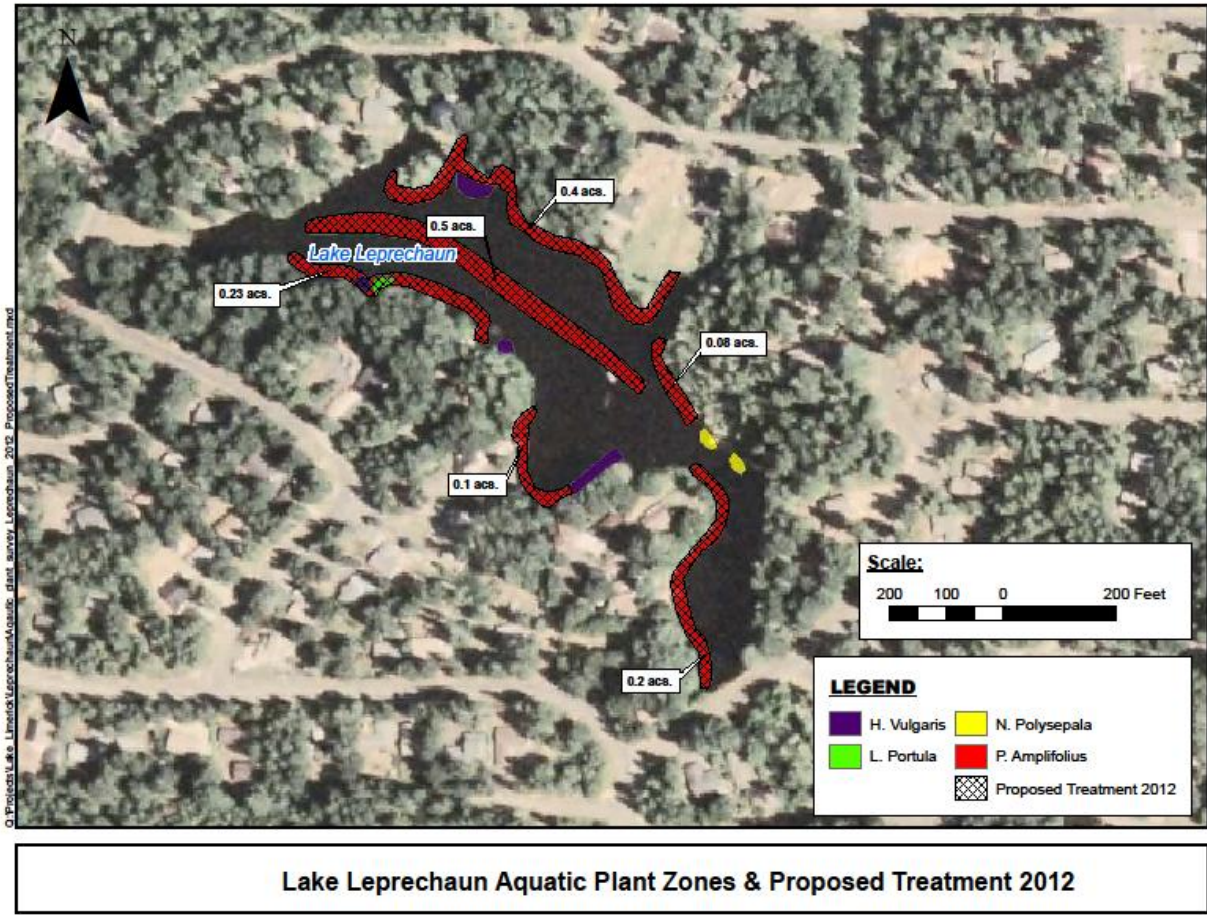 N
0.4 acs.
0.5 acs.
Lake Leprechaun
0.23 acs.
0.08 acs.
0.1 acs.
0.2 acs.
Scale:
200 100 0 200 Feet
LEGEND
H. Vulgaris
N. Polysepala
L. Portula
P. Amplifolius
Proposed Treatment 2012
Lake Leprechaun Aquatic Plant Zones & Proposed Treatment 2012